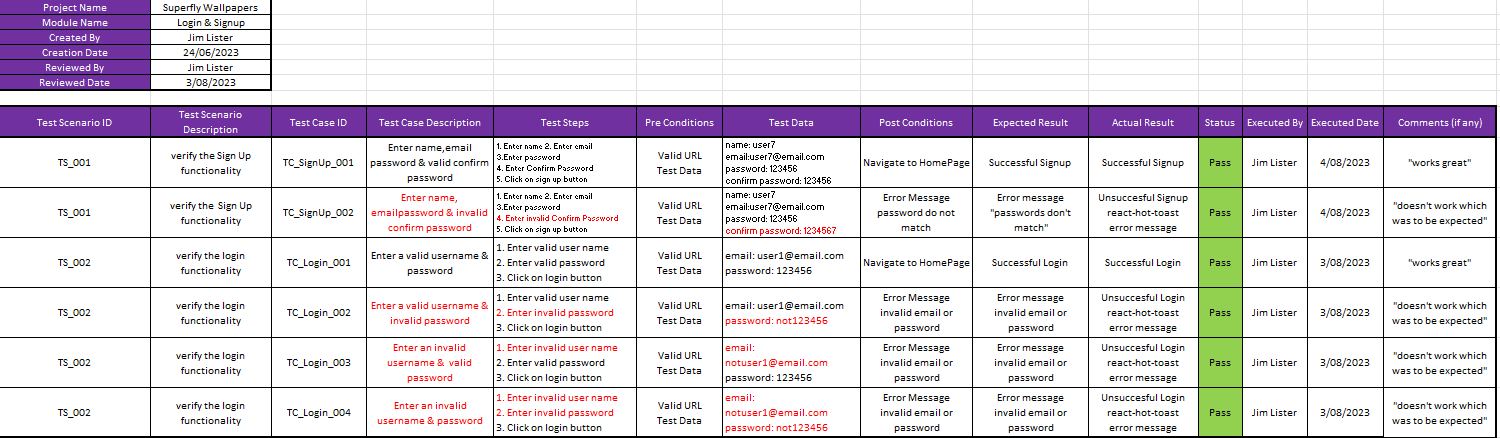 Project Name Superfly Wallpapers
Module Name Login & Signup
Created By Jim Lister
Creation Date 24/06/2023
Reviewed By Jim Lister
Reviewed Date 3/08/2023
Test Scenario ID
Test Scenario
Description
Test Case ID
Test Case Description
Test Steps
Pre Conditions
Test Data
Post Conditions
Expected Result
Actual Result
Status
Executed By
Executed Date
Comments (if any)
TS_001
verify the Sign Up
functionality
TC_SignUp_001
Enter name,email
password & valid confirm
password
1. Enter name 2. Enter email
3.Enter password
4. Enter Confirm Password
5. Click on sign up button
Valid URL
Test Data
name: user7
email:user7@email.com
password: 123456
confirm password: 123456
Navigate to HomePage
Successful Signup
Successful Signup
Pass
Jim Lister
4/08/2023
"works great"
TS_001
verify the Sign Up
functionality
TC_SignUp_002
Enter name,
emailpassword & invalid
confirm password
1. Enter name 2. Enter email
3.Enter password
4. Enter invalid Confirm Password
5. Click on sign up button
Valid URL
Test Data
name: user7
email:user7@email.com
password: 123456
confirm password: 1234567
Error Message
password do not
match
Error message
"passwords don't
match"
Unsuccesful Signup
react-hot-toast
error message
Pass
Jim Lister
4/08/2023
"doesn't work which
was to be expected"
TS_002
verify the login
functionality
TC_Login_001
Enter a valid username &
password
1. Enter valid user name
2. Enter valid password
3. Click on login button
Valid URL
Test Data
email: user1@email.com
password: 123456
Navigate to HomePage
Successful Login
Successful Login
Pass
Jim Lister
3/08/2023
"works great"
TS_002
verify the login
functionality
TC_Login_002
Enter a valid username &
invalid password
1. Enter valid user name
2. Enter invalid password
3. Click on login button
Valid URL
Test Data
email: user1@email.com
password: not123456
Error Message
invalid email or
password
Error message
invalid email or
password
Unsuccesful Login
react-hot-toast
error message
Pass
Jim Lister
3/08/2023
"doesn't work which
was to be expected"
TS_002
verify the login
functionality
TC_Login_003
Enter an invalid
username & valid
password
1. Enter invalid user name
2. Enter valid password
3. Click on login button
Valid URL
Test Data
email:
notuser1@email.com
password: 123456
Error Message
invalid email or
password
Error message
invalid email or
password
Unsuccesful Login
react-hot-toast
error message
Pass
Jim Lister
3/08/2023
"doesn't work which
was to be expected"
TS_002
verify the login
functionality
TC_Login_004
Enter an invalid
username & password
1. Enter invalid user name
2. Enter invalid password
3. Click on login button
Valid URL
Test Data
email:
notuser1@email.com
password: not123456
Error Message
invalid email or
password
Error message
invalid email or
password
Unsuccesful Login
react-hot-toast
error message
Pass
Jim Lister
3/08/2023
"doesn't work which
was to be expected"